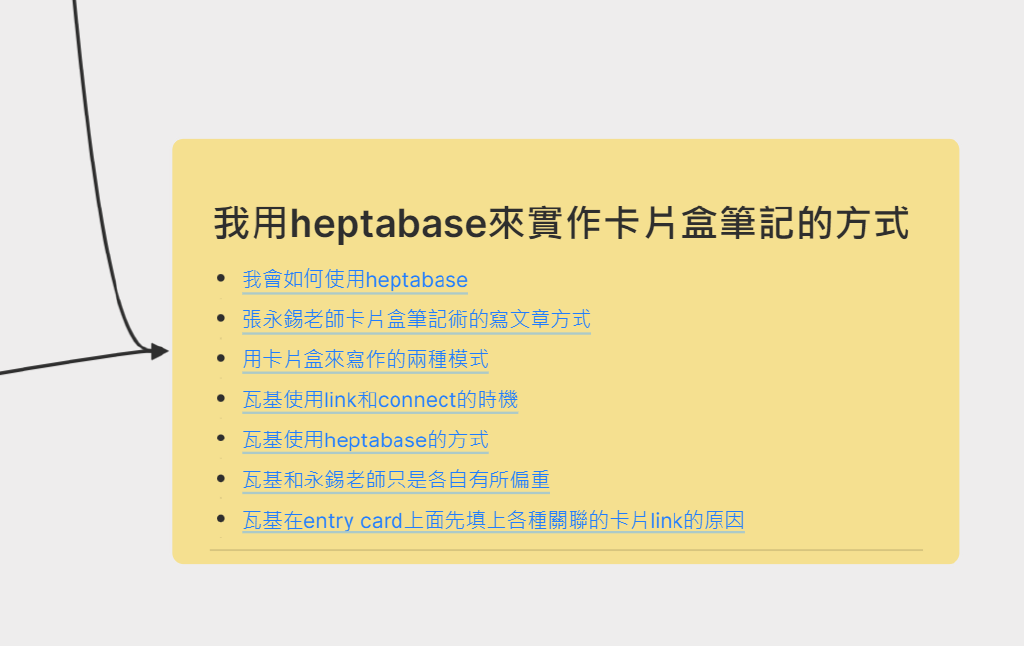 我用heptabase來實作卡片盒筆記的方式
我會如何使用heptabase
張永錫老師卡片盒筆記術的寫文章方式
用卡片盒來寫作的兩種模式
瓦基使用link和connect的時機
瓦基使用heptabase的方式
瓦基和永錫老師只是各自有所偏重
瓦基在entry card上面先填上各種關聯的卡片link的原因